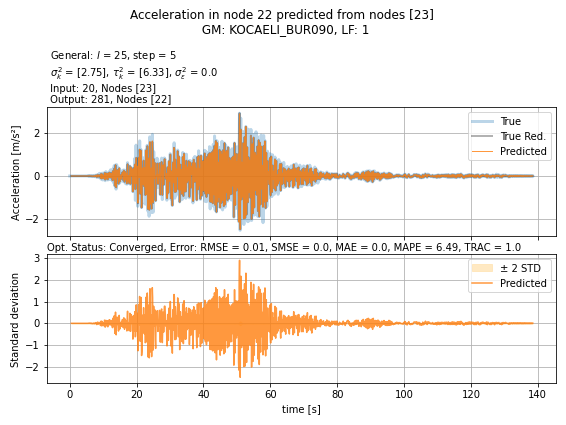 Acceleration in node 22 predicted from nodes [23]
GM: KOCAELI_BUR090, LF: 1
General: l = 25, step = 5
σ²ₖ = [2.75], τ²ₖ = [6.33], σ²ε = 0.0
Input: 20, Nodes [23]
Output: 281, Nodes [22]
Acceleration [m/s²]
2
0
−2
True
True Red.
Predicted
Opt. Status: Converged, Error: RMSE = 0.01, SMSE = 0.0, MAE = 0.0, MAPE = 6.49, TRAC = 1.0
Standard deviation
3
2
1
0
−1
−2
± 2 STD
Predicted
0 20 40 60 80 100 120 140
time [s]